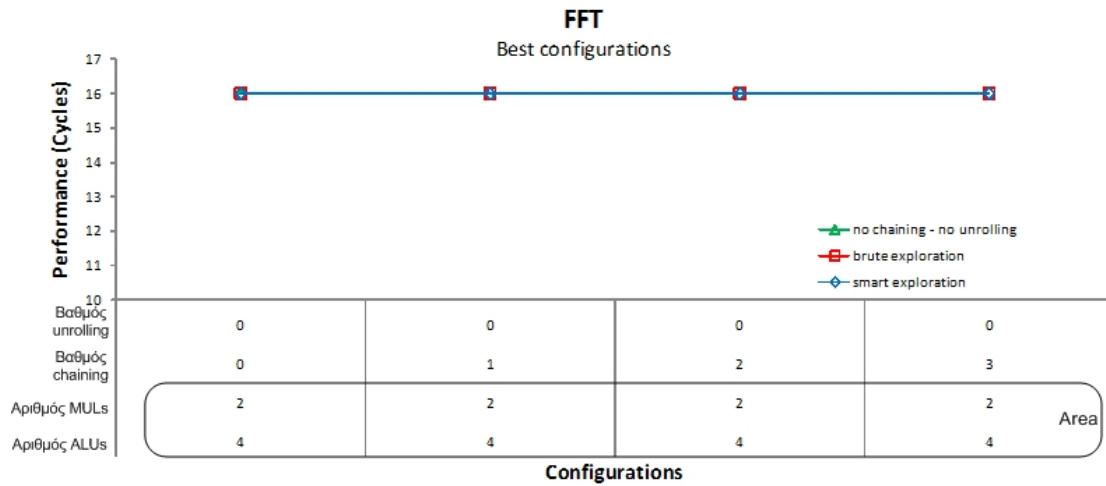 FFT
Best configurations
Performance (Cycles)
17
16
15
14
13
12
11
10
no chaining - no unrolling
brute exploration
smart exploration
Βαθμός
unrolling
0 0 0 0
Βαθμός
chaining
0 1 2 3
Αριθμός MULs 2 2 2 2
Area
Αριθμός ALUs 4 4 4 4
Configurations